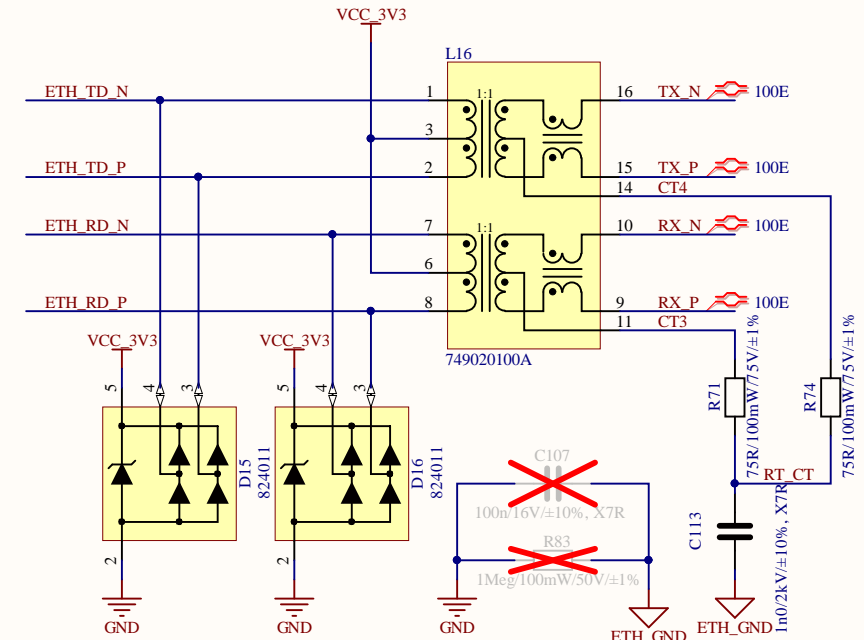 VCC_3V3
L16
ETH_TD_N
1
1:1
16
TX_N
100E
3
ETH_TD_P
2
15
TX_P
100E
14
CT4
ETH_RD_N
7
1:1
10
RX_N
100E
6
ETH_RD_P
8
9
RX_P
100E
11
CT3
749020100A
VCC_3V3
VCC_3V3
5
4
3
5
4
3
D15
824011
D16
824011
2
2
GND
GND
R71
75R/100mW/75V/±1%
R74
75R/100mW/75V/±1%
C107
100n/16V/±10%, X7R
R83
1Meg/100mW/50V/±1%
GND
ETH_GND
RT_CT
C113
1n0/2kV/±10%, X7R
ETH_GND